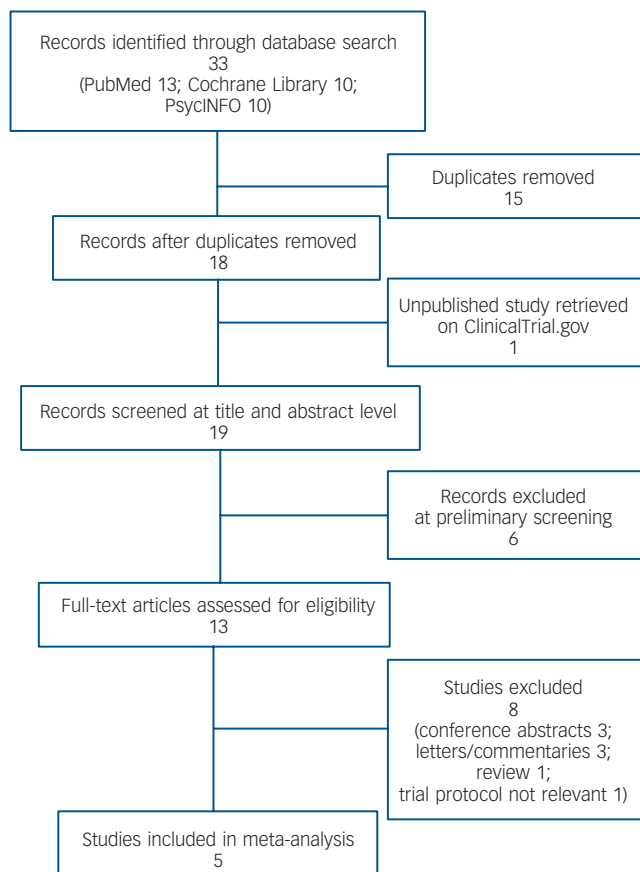 Records identified through database search
33
(PubMed 13; Cochrane Library 10;
PsycINFO 10)
Duplicates removed
15
Records after duplicates removed
18
Unpublished study retrieved
on ClinicalTrial.gov
1
Records screened at title and abstract level
19
Records excluded
at preliminary screening
6
Full-text articles assessed for eligibility
13
Studies excluded
8
(conference abstracts 3;
letters/commentaries 3;
review 1;
trial protocol not relevant 1)
Studies included in meta-analysis
5